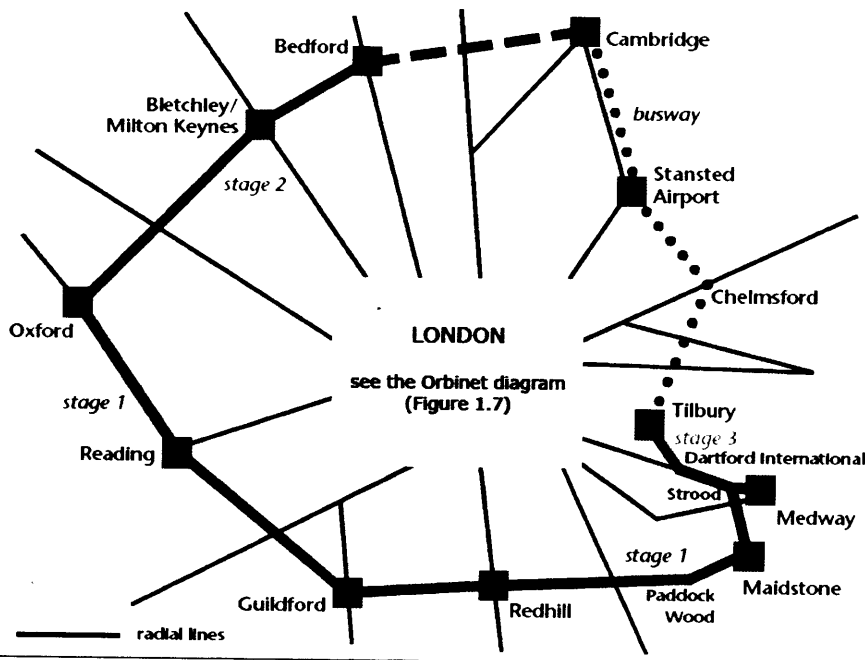 Bedford
Cambridge
Bletchley/
Milton Keynes
busway
stage 2
Stansted
Airport
Oxford
Chelmsford
LONDON
see the Orbinet diagram
(Figure 1.7)
stage 1
Tilbury
stage 3
Reading
Dartford International
Strood
Medway
stage 1
Maidstone
Guildford
Redhill
Paddock
Wood
radial lines